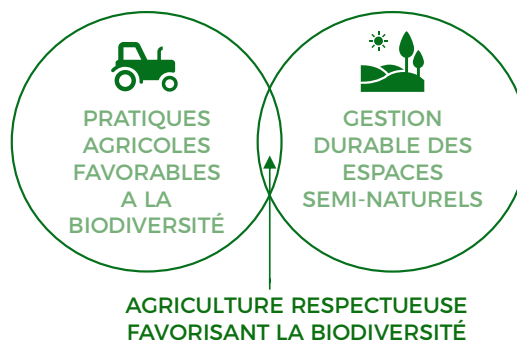 PRATIQUES
AGRICOLES
FAVORABLES
A LA
BIODIVERSITÉ
GESTION
DURABLE DES
ESPACES
SEMI-NATURELS
AGRICULTURE RESPECTUEUSE
FAVORISANT LA BIODIVERSITÉ